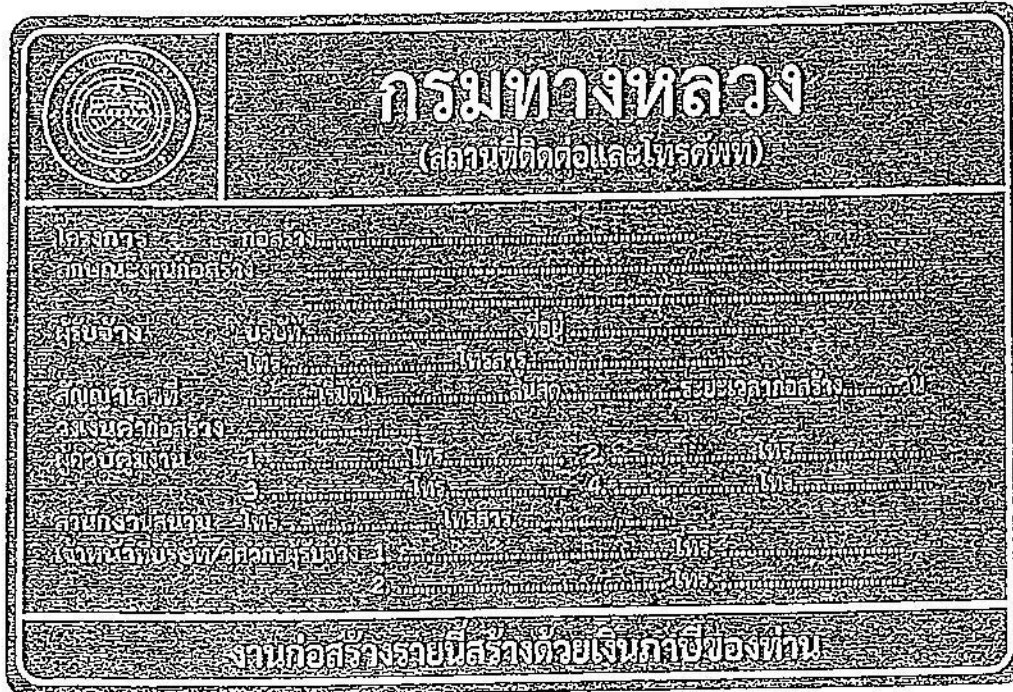 กรมทางหลวง
(สถานที่ติดต่อและโทรศัพท์)
โครงการ ก่อสร้าง
ลักษณะงานก่อสร้าง
ผู้รับจ้าง บริษัท ที่อยู่
โทร. โทรสาร
สัญญาเลขที่ เริ่มต้น สิ้นสุด ระยะเวลาก่อสร้าง วัน
วงเงินค่าก่อสร้าง
ผู้ควบคุมงาน 1. โทร. 2. โทร.
3. โทร. 4. โทร.
สำนักงานสนาม โทร. โทรสาร
เจ้าหน้าที่บริษัท/วิศวกรผู้รับจ้าง 1. โทร.
2. โทร.
งานก่อสร้างรายนี้สร้างด้วยเงินภาษีของท่าน